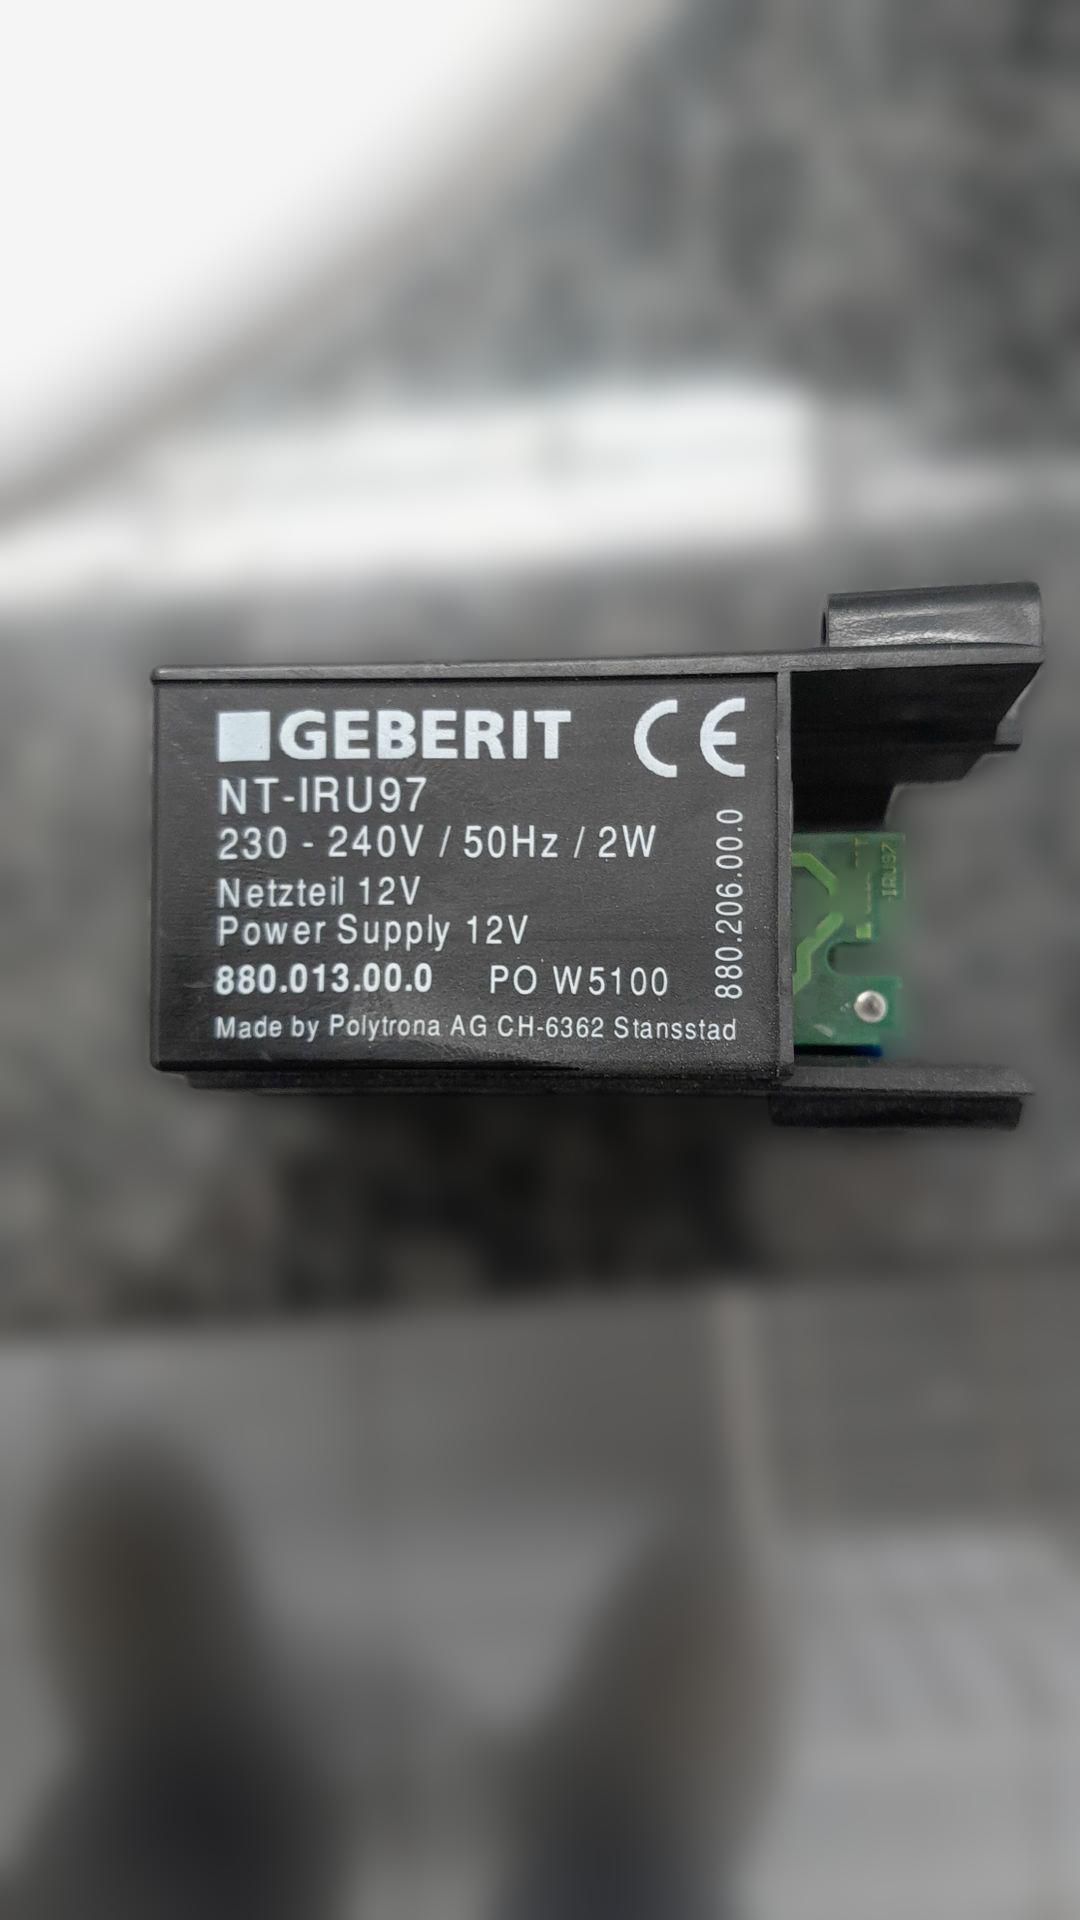 GEBERIT
CE
NT-IRU97
230 - 240V / 50Hz / 2W
Netzteil 12V
Power Supply 12V
880.013.00.0 PO W5100
Made by Polytrona AG CH-6362 Stansstad
880.206.00.0
IRU97